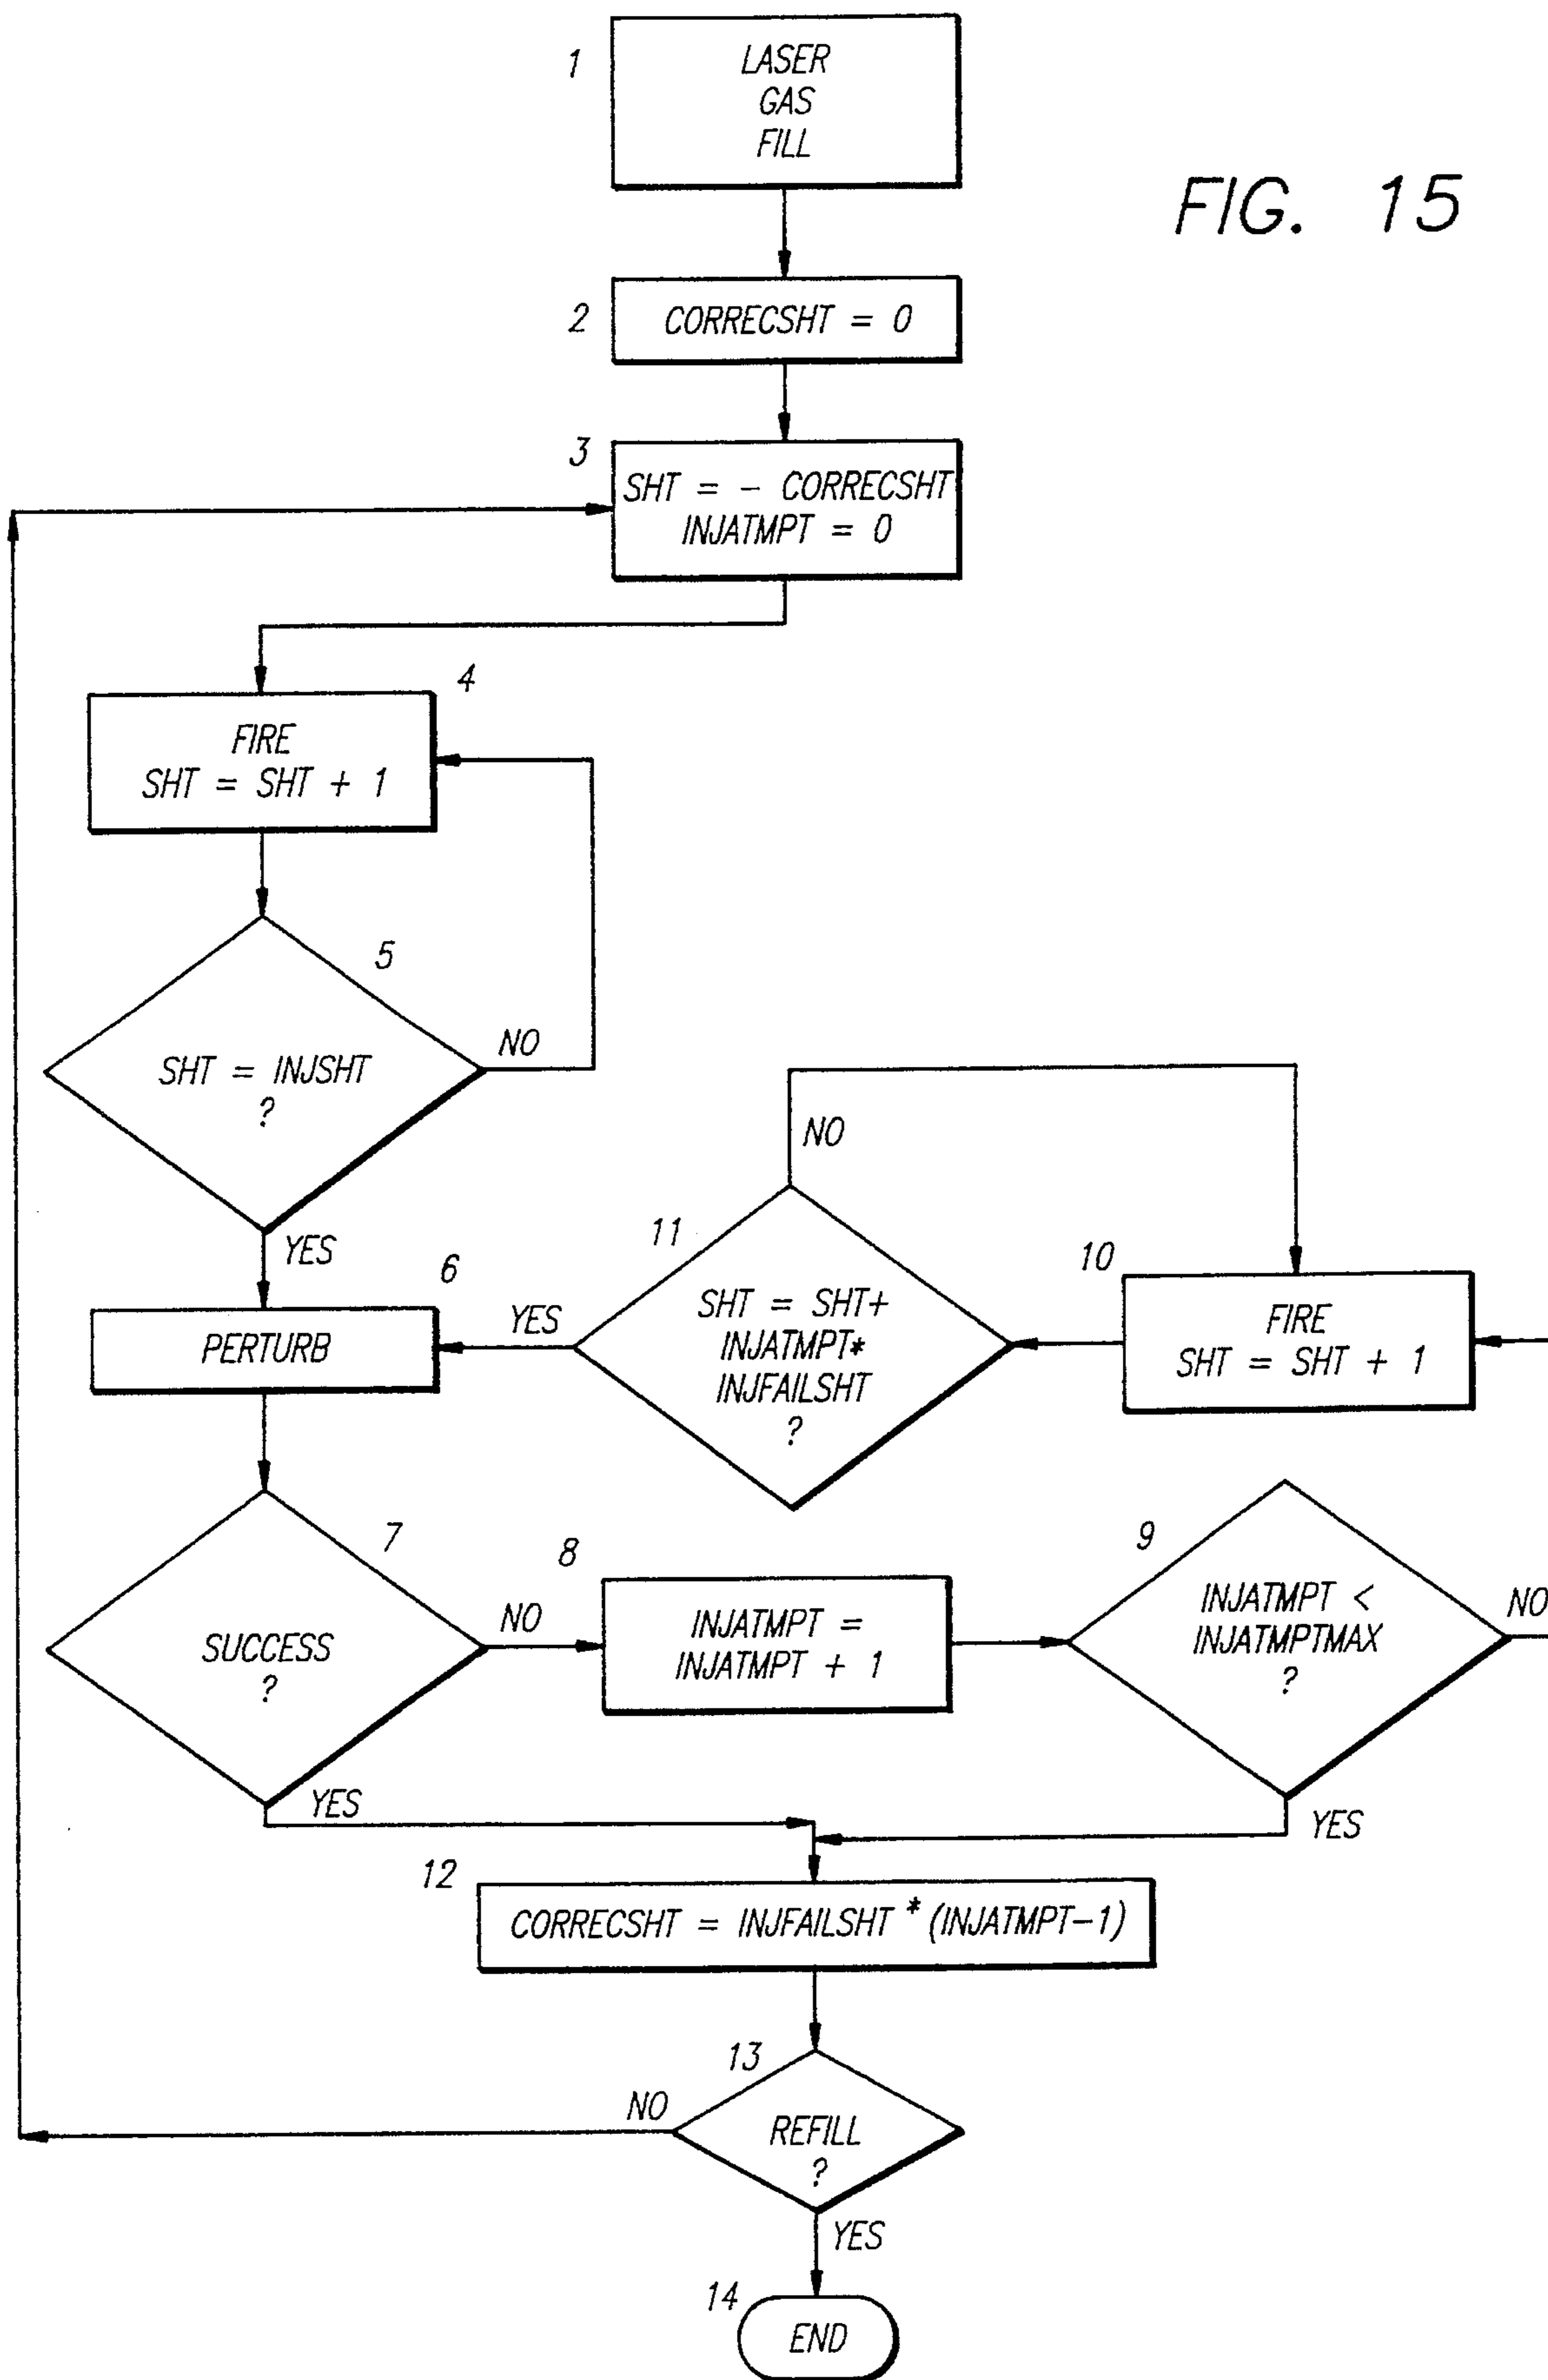 1
LASER
GAS
FILL
FIG. 15
2
CORRECSHT = 0
3
SHT = - CORRECSHT
INJATMPT = 0
4
FIRE
SHT = SHT + 1
5
SHT = INJSHT
?
NO
YES
6
PERTURB
YES
11
SHT = SHT+
INJATMPT*
INJFAILSHT
?
NO
10
FIRE
SHT = SHT + 1
7
SUCCESS
?
NO
YES
8
INJATMPT =
INJATMPT + 1
9
INJATMPT <
INJATMPTMAX
?
NO
YES
12
CORRECSHT = INJFAILSHT * (INJATMPT-1)
13
REFILL
?
NO
YES
14
END